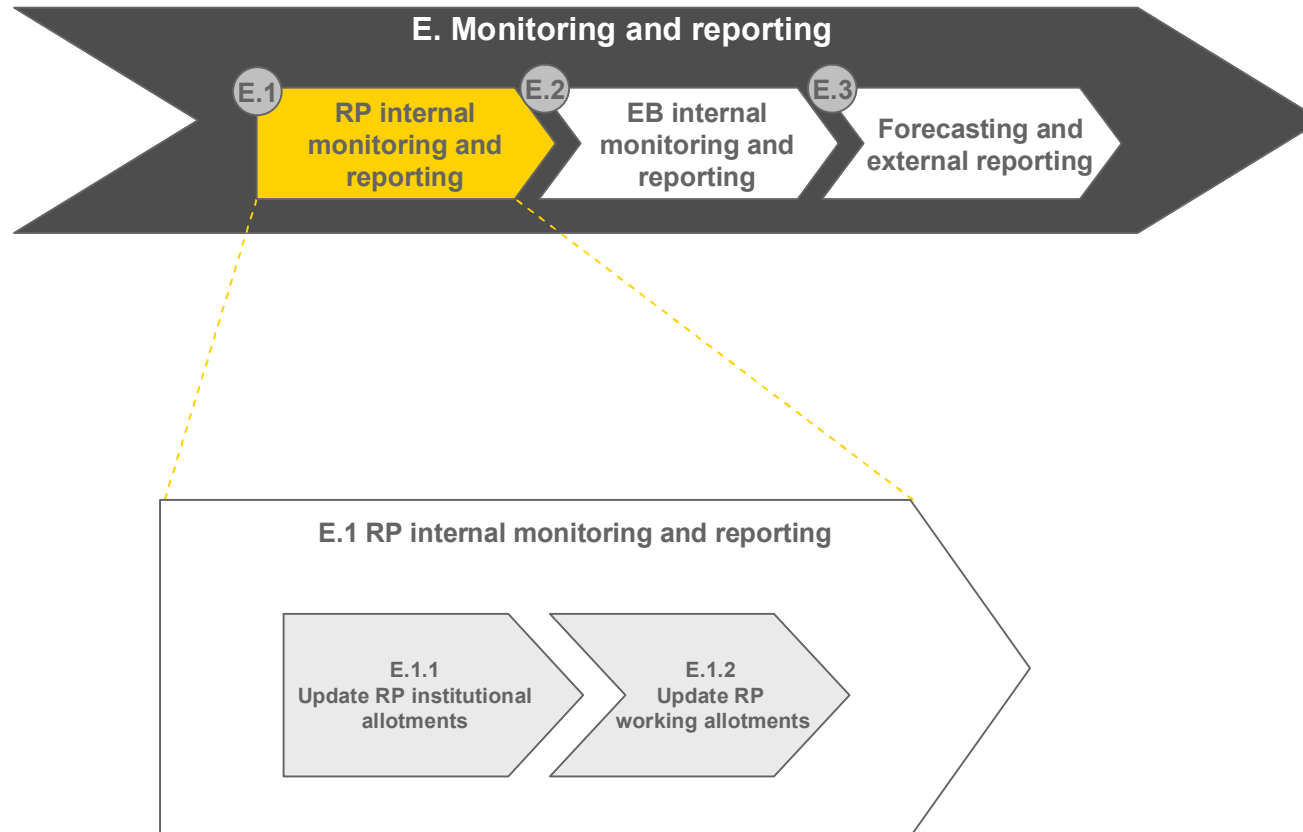 E. Monitoring and reporting
E.1
RP internal
monitoring and
reporting
E.2
EB internal
monitoring and
reporting
E.3
Forecasting and
external reporting
E.1 RP internal monitoring and reporting
E.1.1
Update RP institutional
allotments
E.1.2
Update RP
working allotments